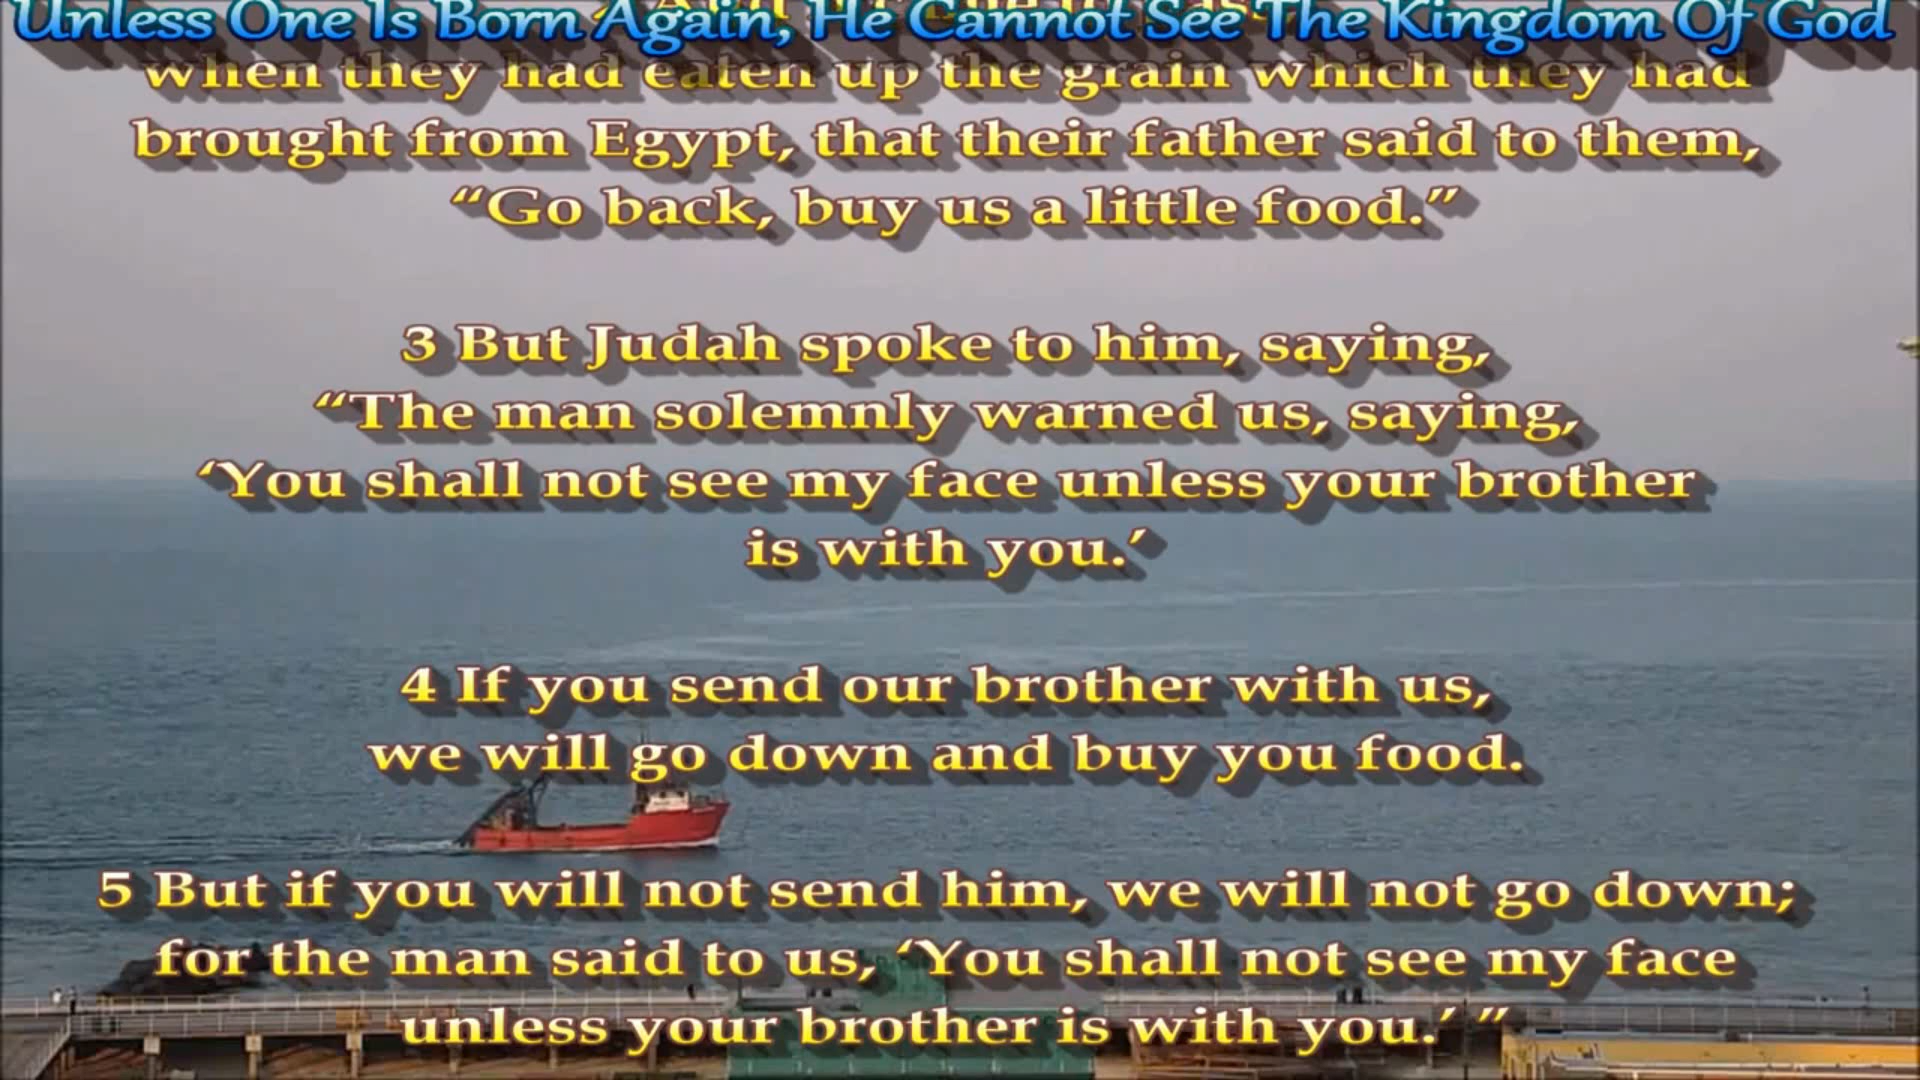 Unless One Is Born Again, He Cannot See The Kingdom Of God
when they had eaten up the grain which they had
brought from Egypt, that their father said to them,
“Go back, buy us a little food.”
3 But Judah spoke to him, saying,
“The man solemnly warned us, saying,
‘You shall not see my face unless your brother
is with you.’
4 If you send our brother with us,
we will go down and buy you food.
5 But if you will not send him, we will not go down;
for the man said to us, ‘You shall not see my face
unless your brother is with you.’ ”